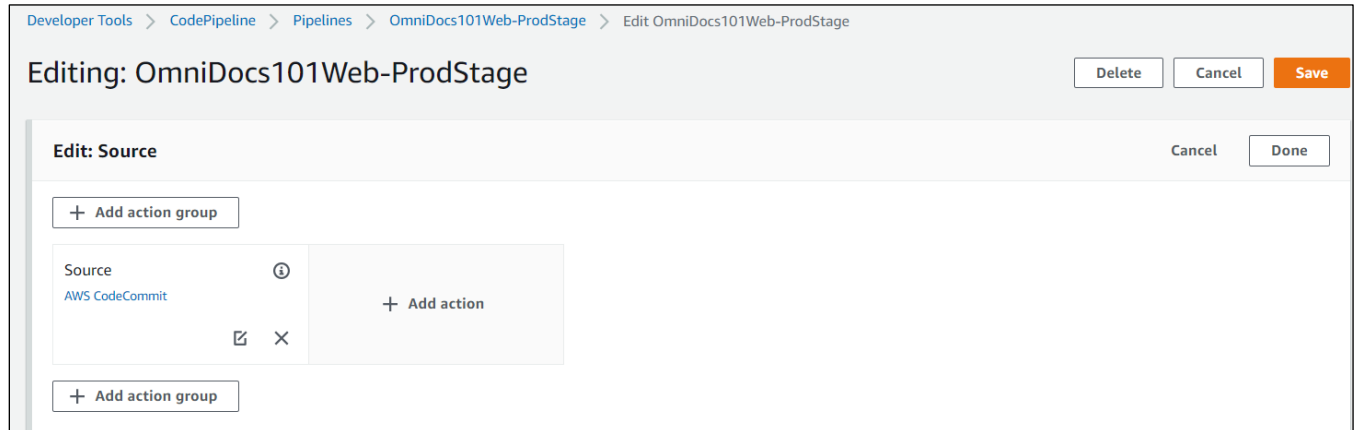 Developer Tools > CodePipeline > Pipelines > OmniDocs101Web-ProdStage > Edit OmniDocs101Web-ProdStage
Editing: OmniDocs101Web-ProdStage Delete Cancel Save
Edit: Source Cancel Done
+ Add action group
Source
AWS CodeCommit
+ Add action
+ Add action group